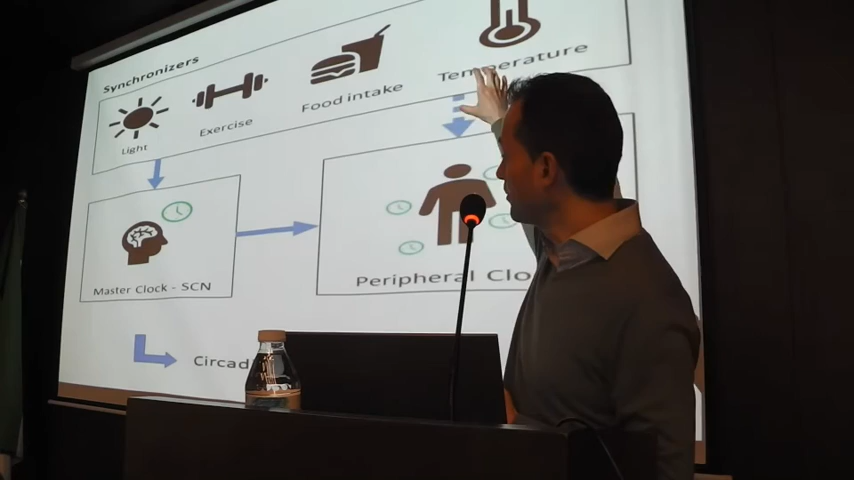 Synchronizers
Light
Exercise
Food intake
Temperature
Master Clock - SCN
Peripheral Clo
Circad